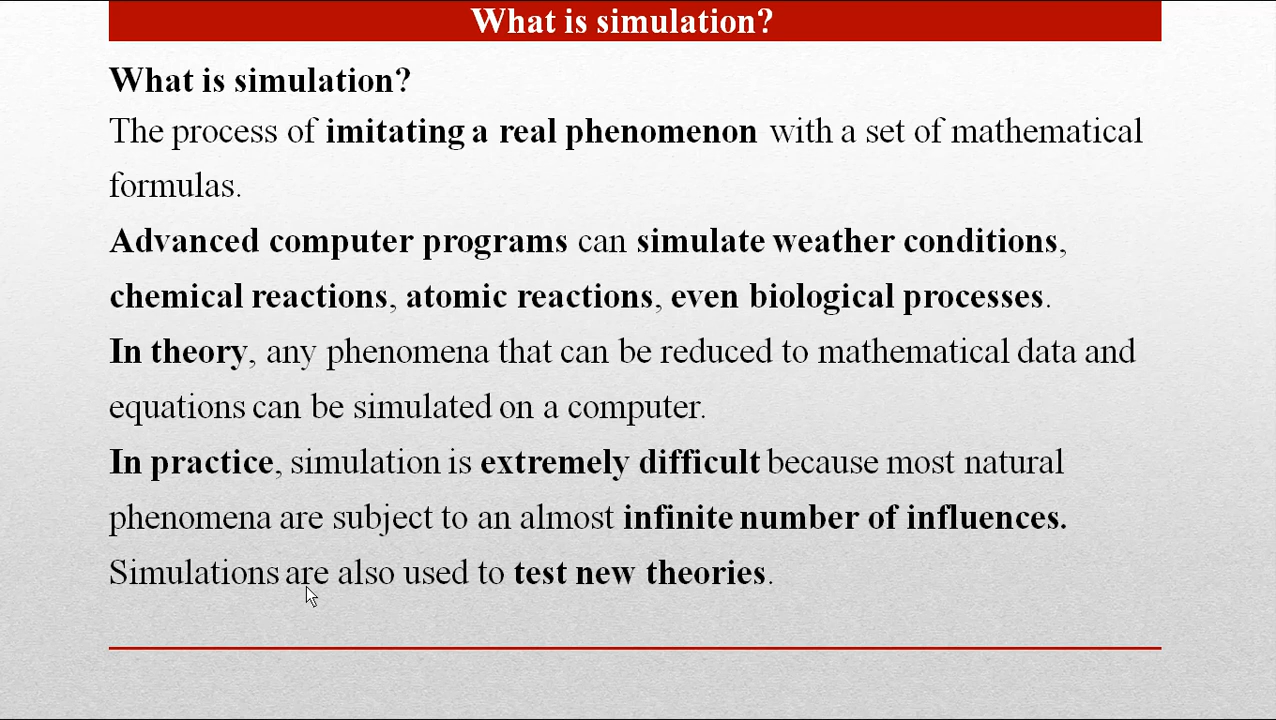 What is simulation?
What is simulation?
The process of imitating a real phenomenon with a set of mathematical
formulas.
Advanced computer programs can simulate weather conditions,
chemical reactions, atomic reactions, even biological processes.
In theory, any phenomena that can be reduced to mathematical data and
equations can be simulated on a computer.
In practice, simulation is extremely difficult because most natural
phenomena are subject to an almost infinite number of influences.
Simulations are also used to test new theories.